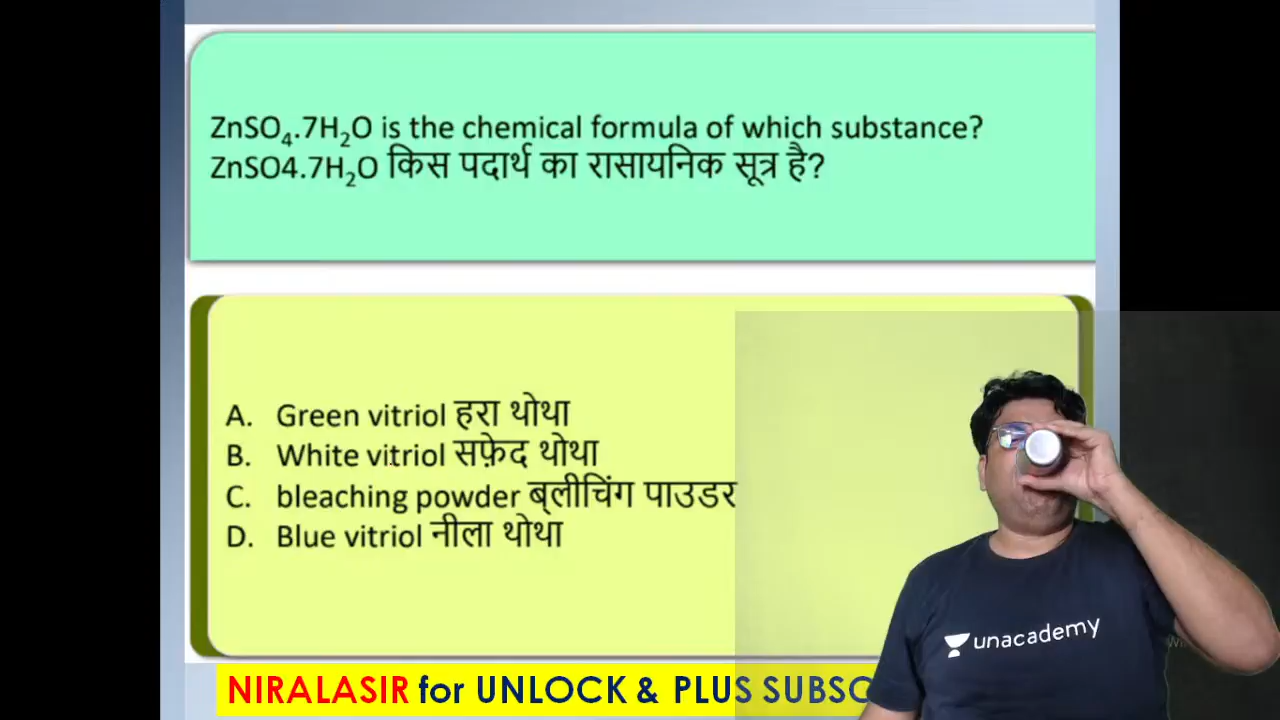 ZnSO₄.7H₂O is the chemical formula of which substance?
ZnSO4.7H₂O किस पदार्थ का रासायनिक सूत्र है?
A. Green vitriol हरा थोथा
B. White vitriol सफ़ेद थोथा
C. bleaching powder ब्लीचिंग पाउडर
D. Blue vitriol नीला थोथा
unacademy
NIRALASIR for UNLOCK & PLUS